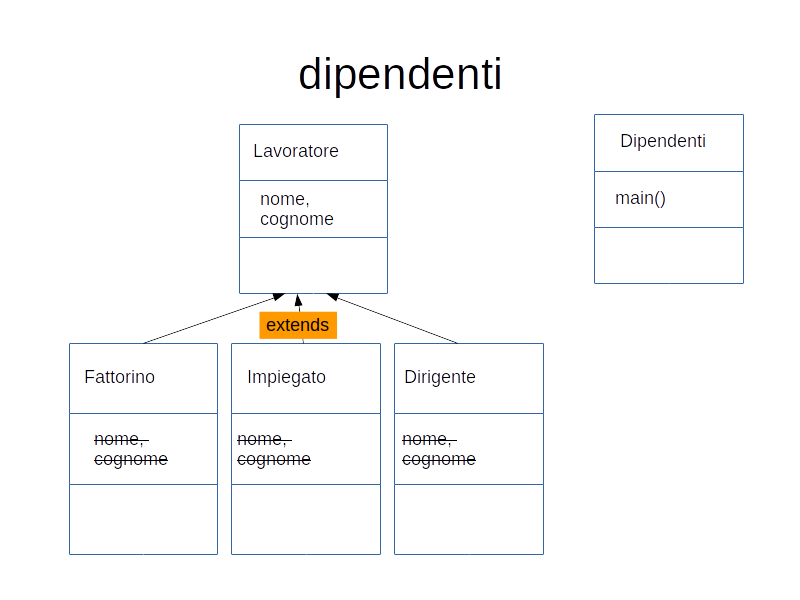 dipendenti
Lavoratore
nome,
cognome
Dipendenti
main()
extends
Fattorino
nome,
cognome
Impiegato
nome,
cognome
Dirigente
nome,
cognome